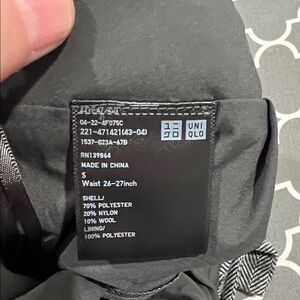 04-22-4F075C
221-471421(43-04)
1537-023A-67B
ユニ UNI
クロ QLO
RN139864
MADE IN CHINA
S
Waist 26-27inch
SHELL/
70% POLYESTER
20% NYLON
10% WOOL
LINING/
100% POLYESTER